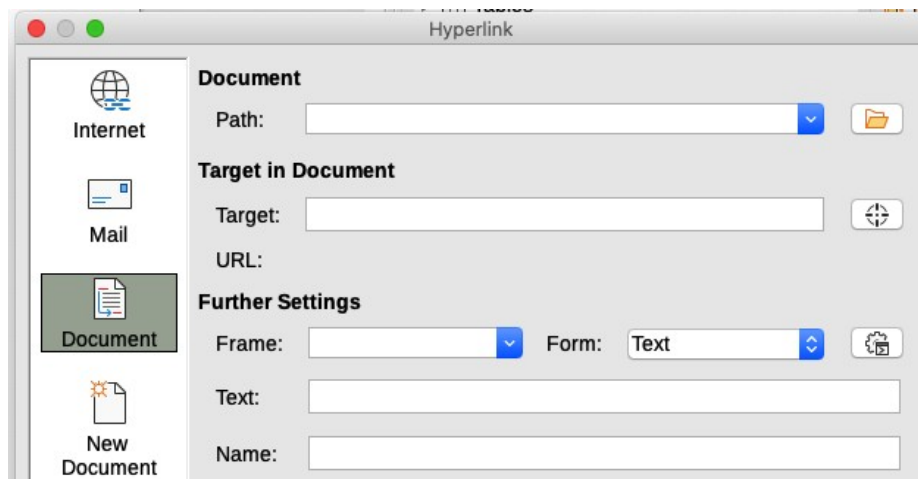 Hyperlink
Internet
Mail
Document
New
Document
Document
Path:
Target in Document
Target:
URL:
Further Settings
Frame:
Form: Text
Text:
Name: